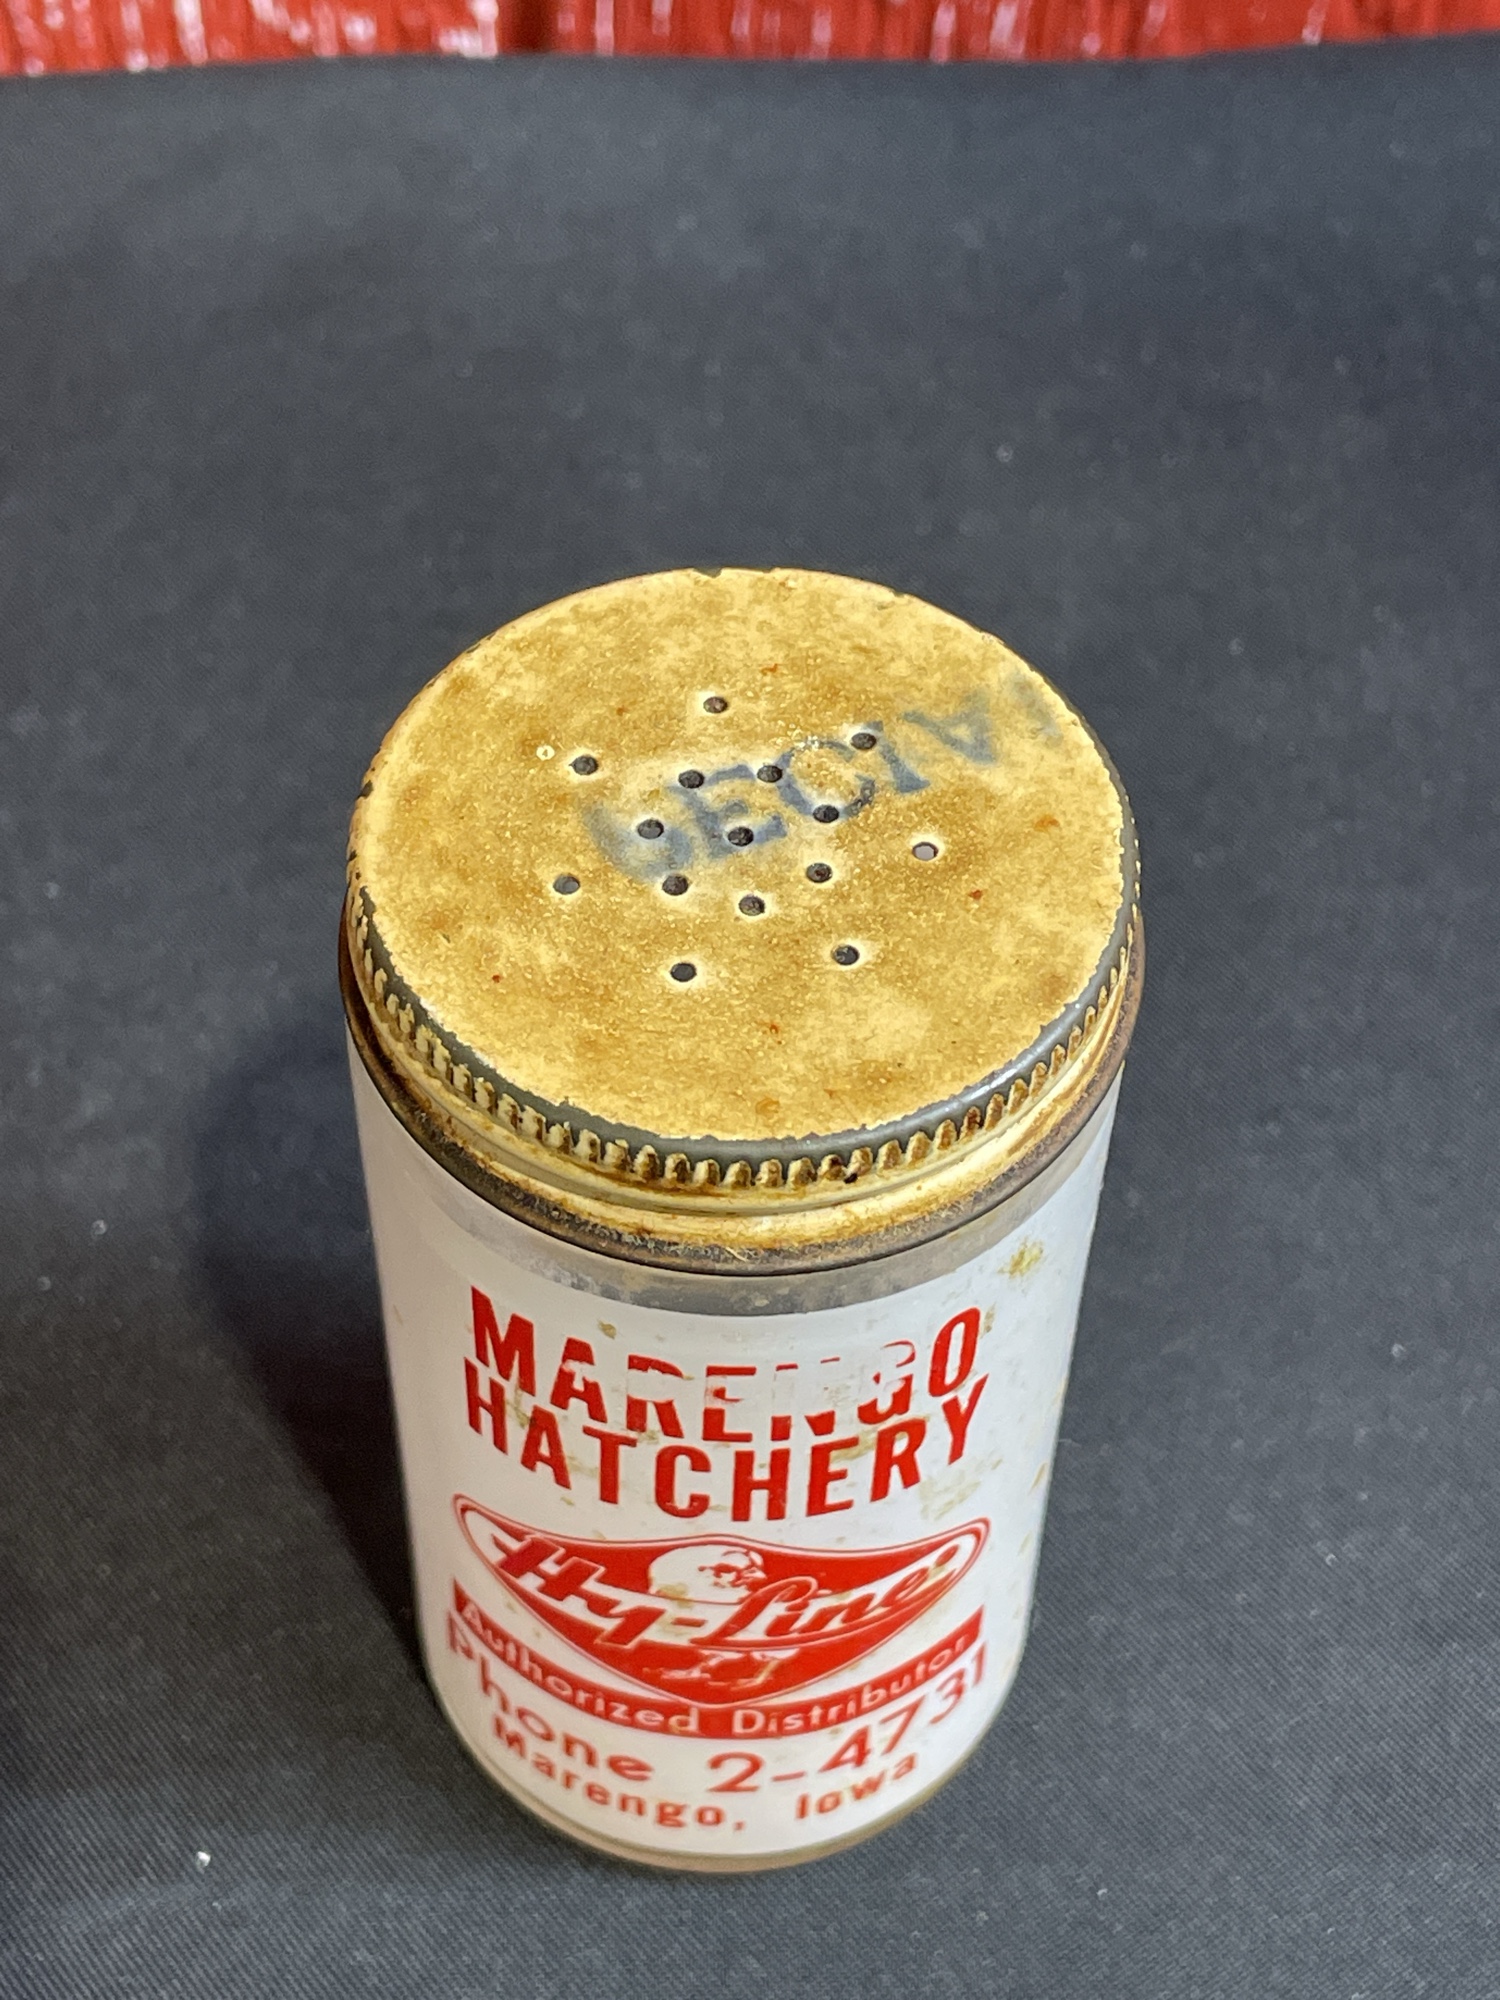 MARENGO
HATCHERY
Hy-Line
Authorized Distributor
Phone 2-4731
Marengo, Iowa